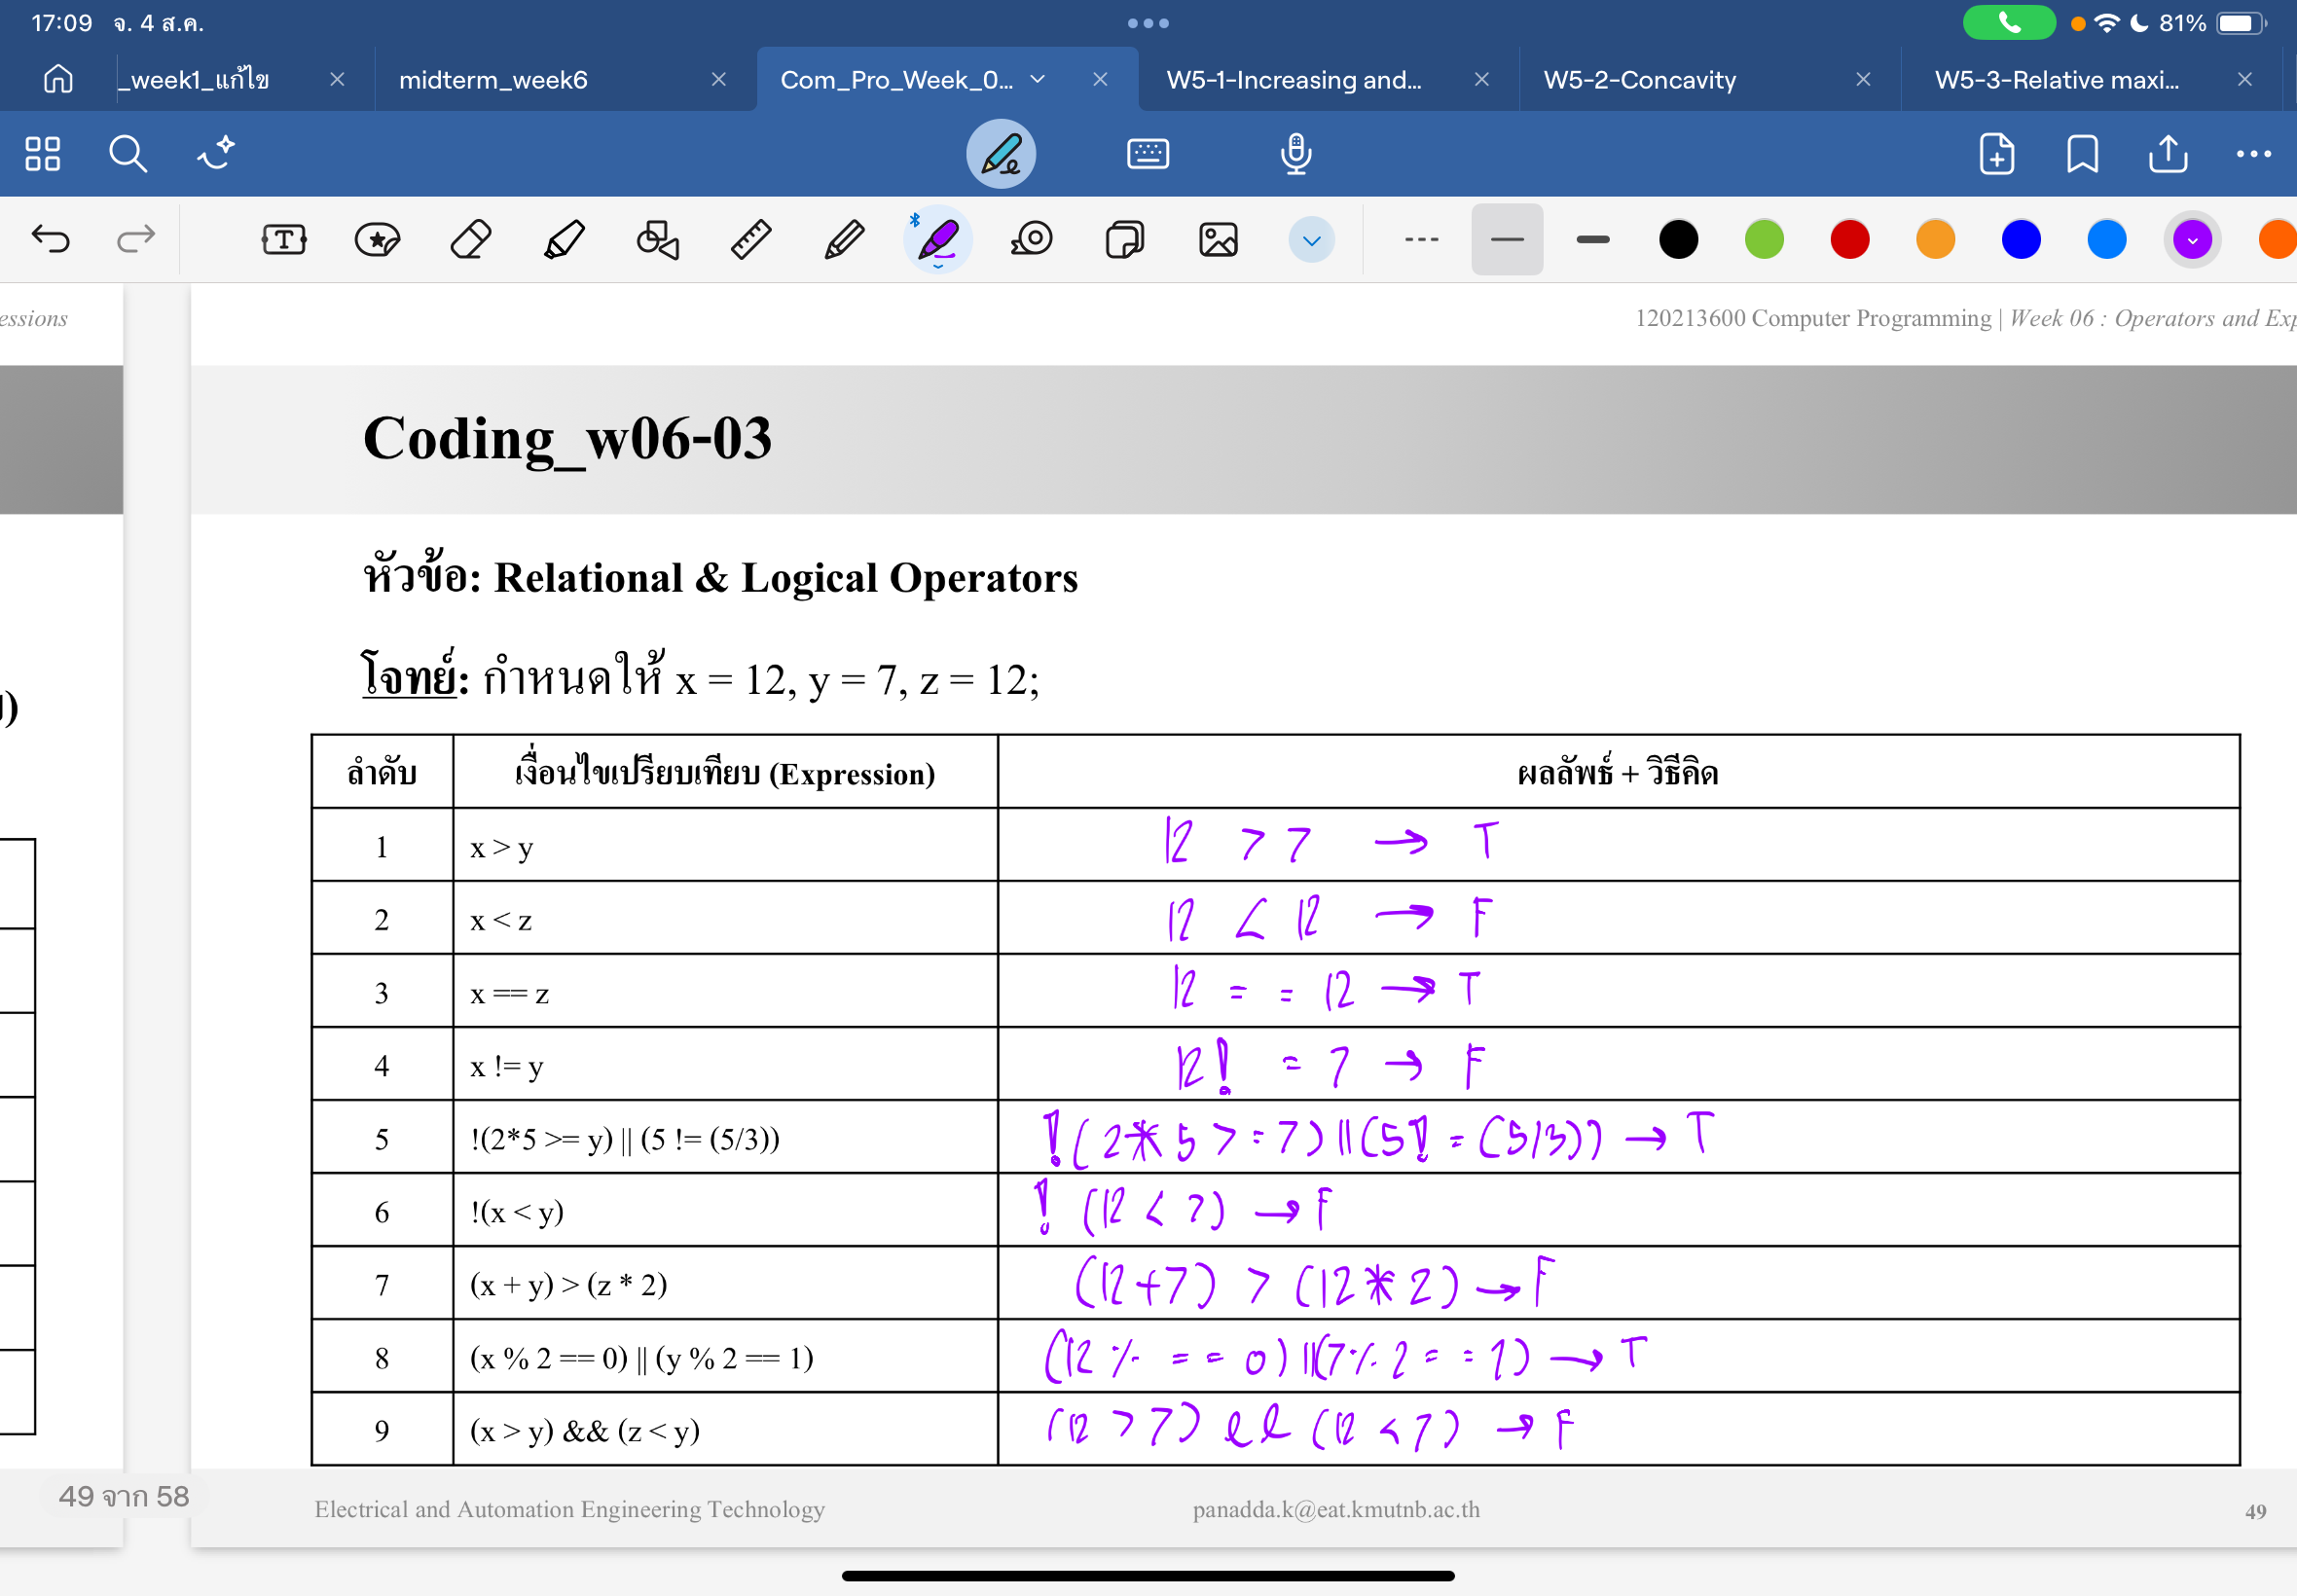 17:09 จ. 4 ส.ค.
81%
_week1_แก้ไข
midterm_week6
Com_Pro_Week_0...
W5-1-Increasing and...
W5-2-Concavity
W5-3-Relative maxi...
essions
120213600 Computer Programming | Week 06 : Operators and Exp
Coding_w06-03
หัวข้อ: Relational & Logical Operators
โจทย์: กำหนดให้ x = 12, y = 7, z = 12;
ลำดับ เงื่อนไขเปรียบเทียบ (Expression) ผลลัพธ์ + วิธีคิด
1 x > y 12 > 7 → T
2 x < z 12 < 12 → F
3 x == z 12 = = 12 → T
4 x != y 12 ! = 7 → F
5 !(2*5 >= y) || (5 != (5/3)) !(2*5 > = 7) || (5! = (5/3)) → T
6 !(x < y) ! (12 < 7) → F
7 (x + y) > (z * 2) (12+7) > (12*2) → F
8 (x % 2 == 0) || (y % 2 == 1) (12 % = = 0) || (7 % 2 = = 1) → T
9 (x > y) && (z < y) (12 > 7) && (12 < 7) → F
49 จาก 58
Electrical and Automation Engineering Technology
panadda.k@eat.kmutnb.ac.th
49